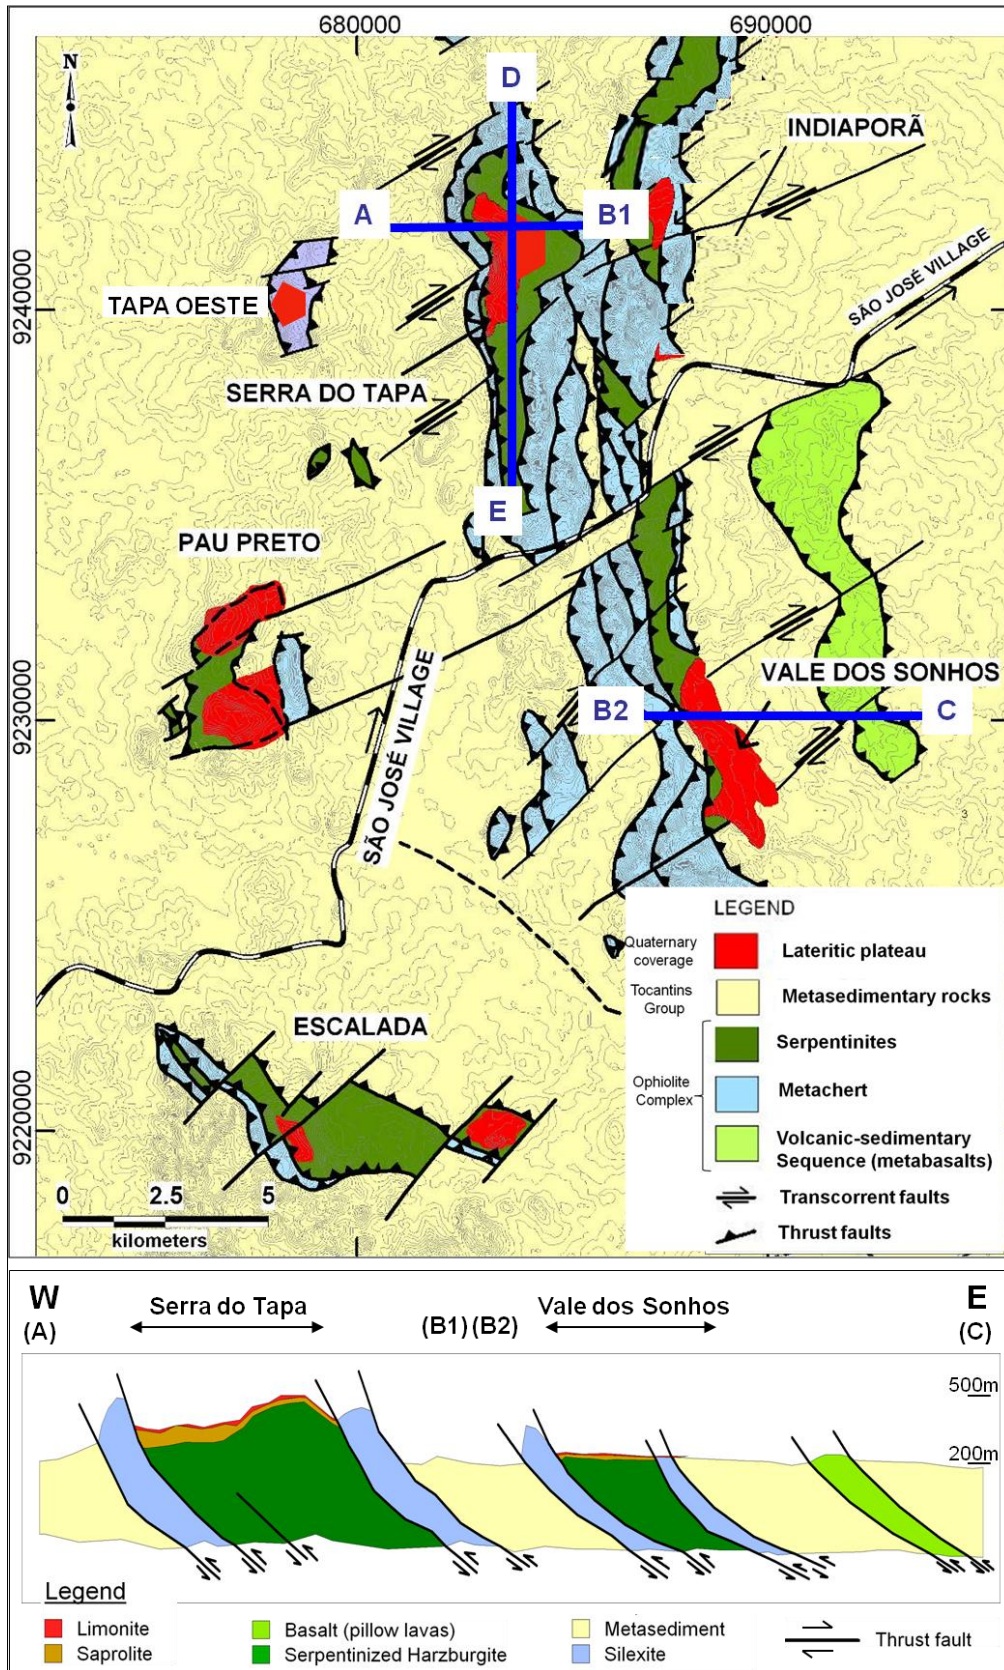 680000
690000
N
D
INDIAPORÃ
A
B1
SÃO JOSÉ VILLAGE
9240000
TAPA OESTE
SERRA DO TAPA
E
PAU PRETO
SÃO JOSÉ VILLAGE
VALE DOS SONHOS
B2
C
9230000
3
ESCALADA
9220000
0
2.5
5
kilometers
LEGEND
Quaternary
coverage
Lateritic plateau
Tocantins
Group
Metasedimentary rocks
Serpentinites
Ophiolite
Complex
Metachert
Volcanic-sedimentary
Sequence (metabasalts)
Transcorrent faults
Thrust faults
W
(A)
Serra do Tapa
(B1) (B2)
Vale dos Sonhos
E
(C)
500m
200m
Legend
Limonite
Saprolite
Basalt (pillow lavas)
Serpentinized Harzburgite
Metasediment
Silexite
Thrust fault